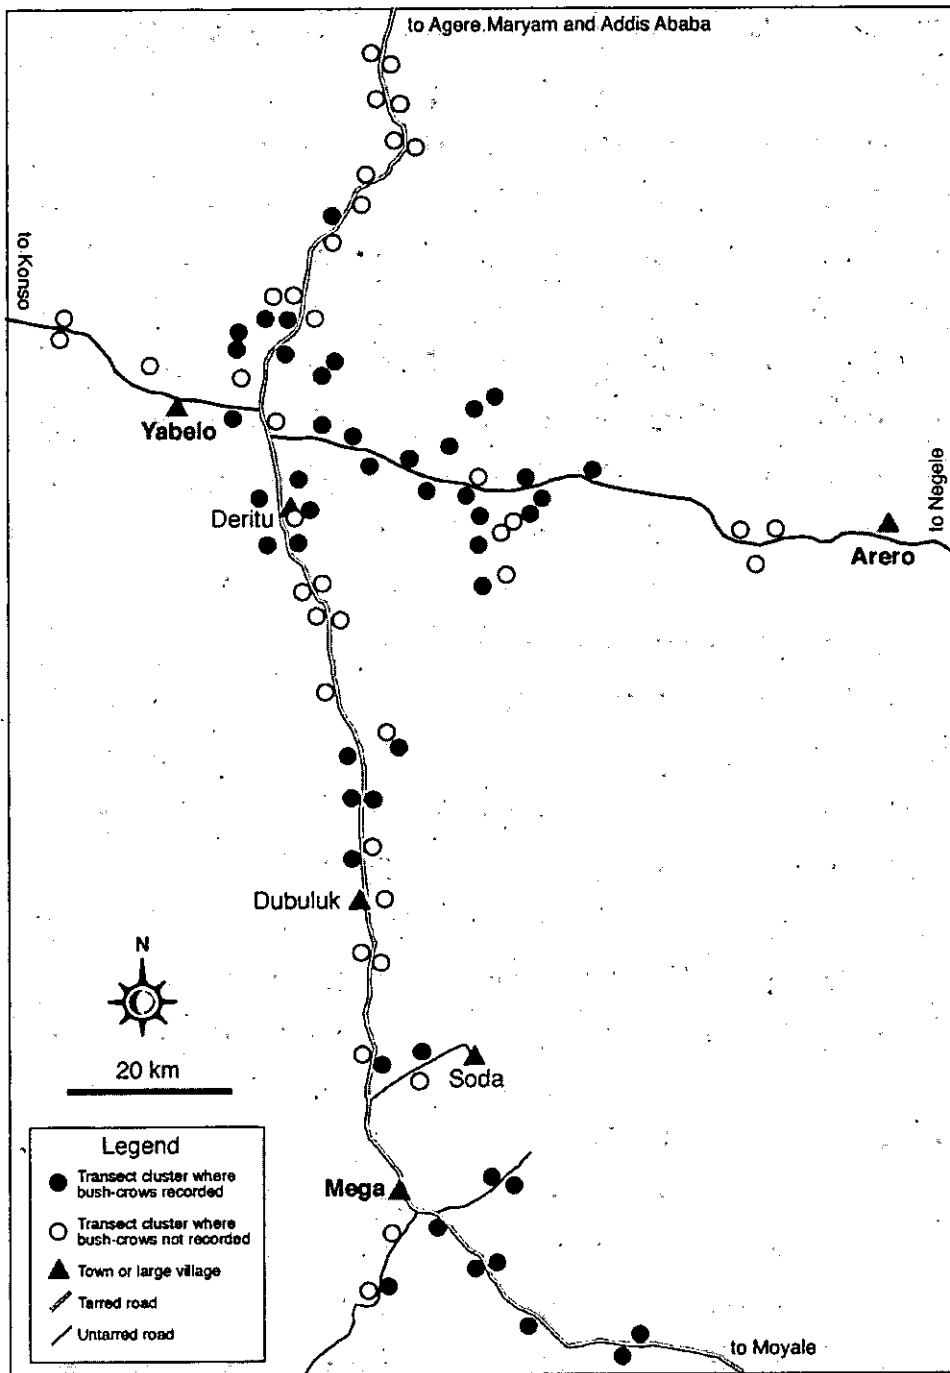 to Agere Maryam and Addis Ababa
to Konso
Yabelo
Deritu
to Negele
Arero
Dubuluk
N
20 km
Soda
Mega
to Moyale
Legend
Transect cluster where
bush-crows recorded
Transect cluster where
bush-crows not recorded
Town or large village
Tarred road
Untarred road